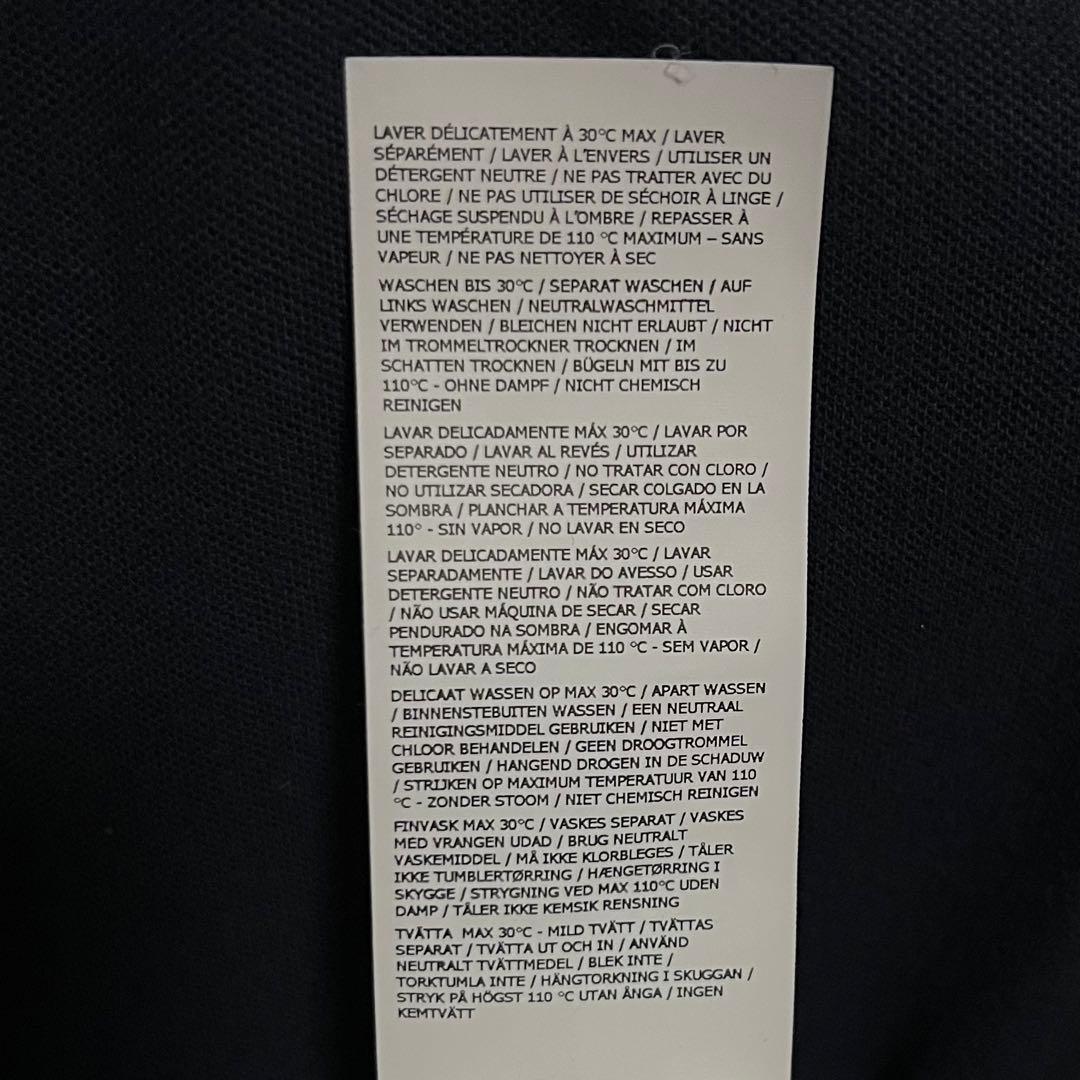 LAVER DÉLICATEMENT À 30°C MAX / LAVER
SÉPARÉMENT / LAVER À L'ENVERS / UTILISER UN
DÉTERGENT NEUTRE / NE PAS TRAITER AVEC DU
CHLORE / NE PAS UTILISER DE SÉCHOIR À LINGE /
SÉCHAGE SUSPENDU À L'OMBRE / REPASSER À
UNE TEMPÉRATURE DE 110 °C MAXIMUM – SANS
VAPEUR / NE PAS NETTOYER À SEC
WASCHEN BIS 30°C / SEPARAT WASCHEN / AUF
LINKS WASCHEN / NEUTRALWASCHMITTEL
VERWENDEN / BLEICHEN NICHT ERLAUBT / NICHT
IM TROMMELTROCKNER TROCKNEN / IM
SCHATTEN TROCKNEN / BÜGELN MIT BIS ZU
110°C - OHNE DAMPF / NICHT CHEMISCH
REINIGEN
LAVAR DELICADAMENTE MÁX 30°C / LAVAR POR
SEPARADO / LAVAR AL REVÉS / UTILIZAR
DETERGENTE NEUTRO / NO TRATAR CON CLORO /
NO UTILIZAR SECADORA / SECAR COLGADO EN LA
SOMBRA / PLANCHAR A TEMPERATURA MÁXIMA
110° - SIN VAPOR / NO LAVAR EN SECO
LAVAR DELICADAMENTE MÁX 30°C / LAVAR
SEPARADAMENTE / LAVAR DO AVESSO / USAR
DETERGENTE NEUTRO / NÃO TRATAR COM CLORO
/ NÃO USAR MÁQUINA DE SECAR / SECAR
PENDURADO NA SOMBRA / ENGOMAR À
TEMPERATURA MÁXIMA DE 110 °C - SEM VAPOR /
NÃO LAVAR A SECO
DELICAAT WASSEN OP MAX 30°C / APART WASSEN
/ BINNENSTEBUITEN WASSEN / EEN NEUTRAAL
REINIGINGSMIDDEL GEBRUIKEN / NIET MET
CHLOOR BEHANDELEN / GEEN DROOGTROMMEL
GEBRUIKEN / HANGEND DROGEN IN DE SCHADUW
/ STRIJKEN OP MAXIMUM TEMPERATUUR VAN 110
°C - ZONDER STOOM / NIET CHEMISCH REINIGEN
FINVASK MAX 30°C / VASKES SEPARAT / VASKES
MED VRANGEN UDAD / BRUG NEUTRALT
VASKEMIDDEL / MÅ IKKE KLORBLEGES / TÅLER
IKKE TUMBLERTØRRING / HÆNGETØRRING I
SKYGGE / STRYGNING VED MAX 110°C UDEN
DAMP / TÅLER IKKE KEMSIK RENSNING
TVÄTTA MAX 30°C - MILD TVÄTT / TVÄTTAS
SEPARAT / TVÄTTA UT OCH IN / ANVÄND
NEUTRALT TVÄTTMEDEL / BLEK INTE /
TORKTUMLA INTE / HÄNGTORKNING I SKUGGAN /
STRYK PÅ HÖGST 110 °C UTAN ÅNGA / INGEN
KEMTVÄTT